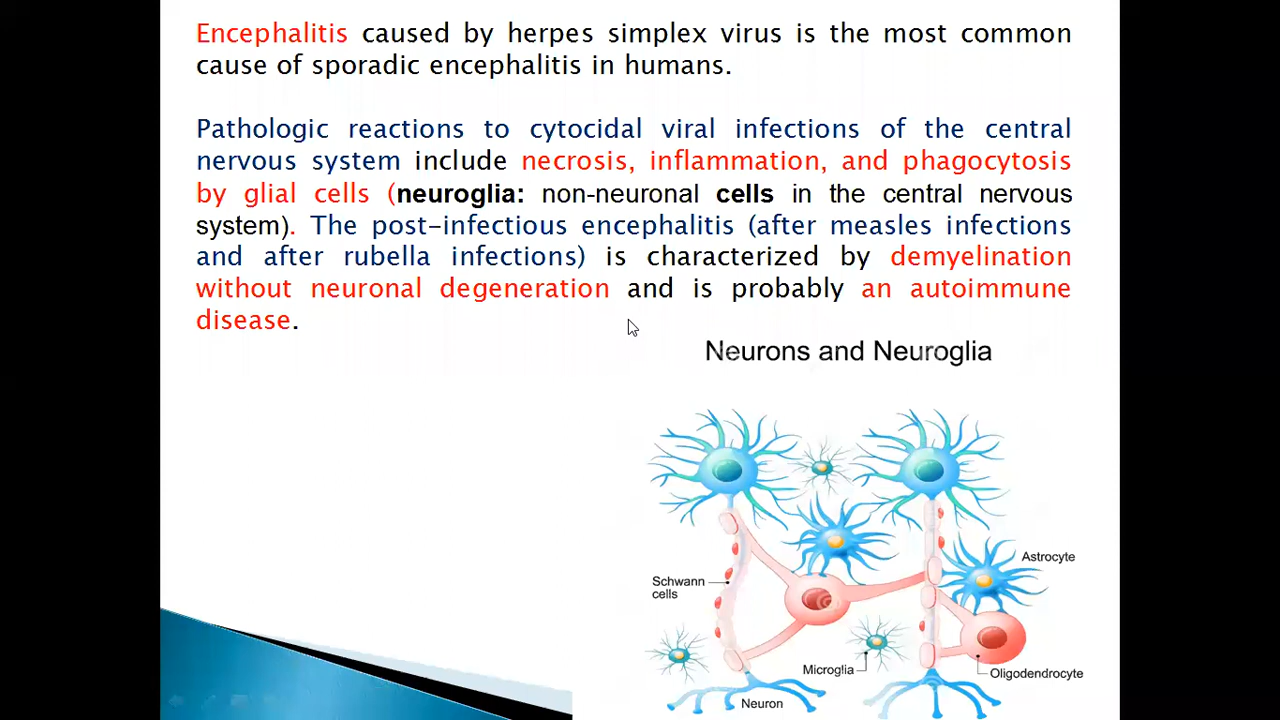 Encephalitis caused by herpes simplex virus is the most common
cause of sporadic encephalitis in humans.
Pathologic reactions to cytocidal viral infections of the central
nervous system include necrosis, inflammation, and phagocytosis
by glial cells (neuroglia: non-neuronal cells in the central nervous
system). The post-infectious encephalitis (after measles infections
and after rubella infections) is characterized by demyelination
without neuronal degeneration and is probably an autoimmune
disease.
Neurons and Neuroglia
Astrocyte
Schwann
cells
Microglia
Oligodendrocyte
Neuron